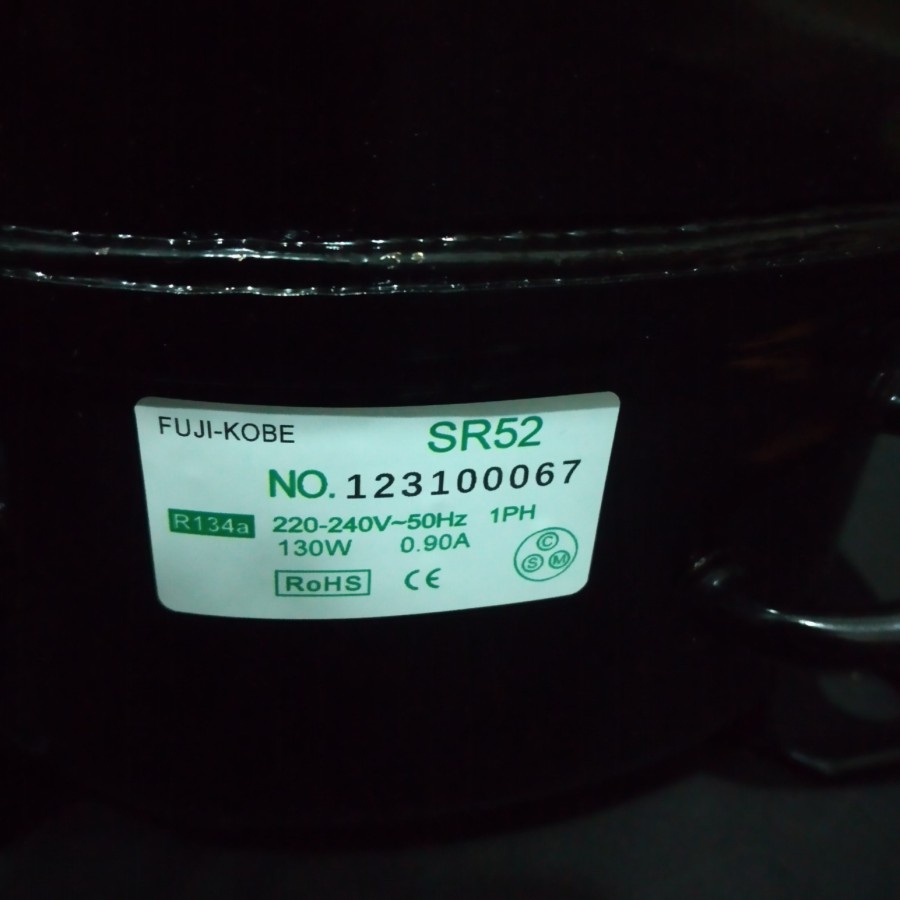 FUJI-KOBE SR52
NO. 123100067
R134a 220-240V~50Hz 1PH
130W 0.90A
RoHS CE
C
S M